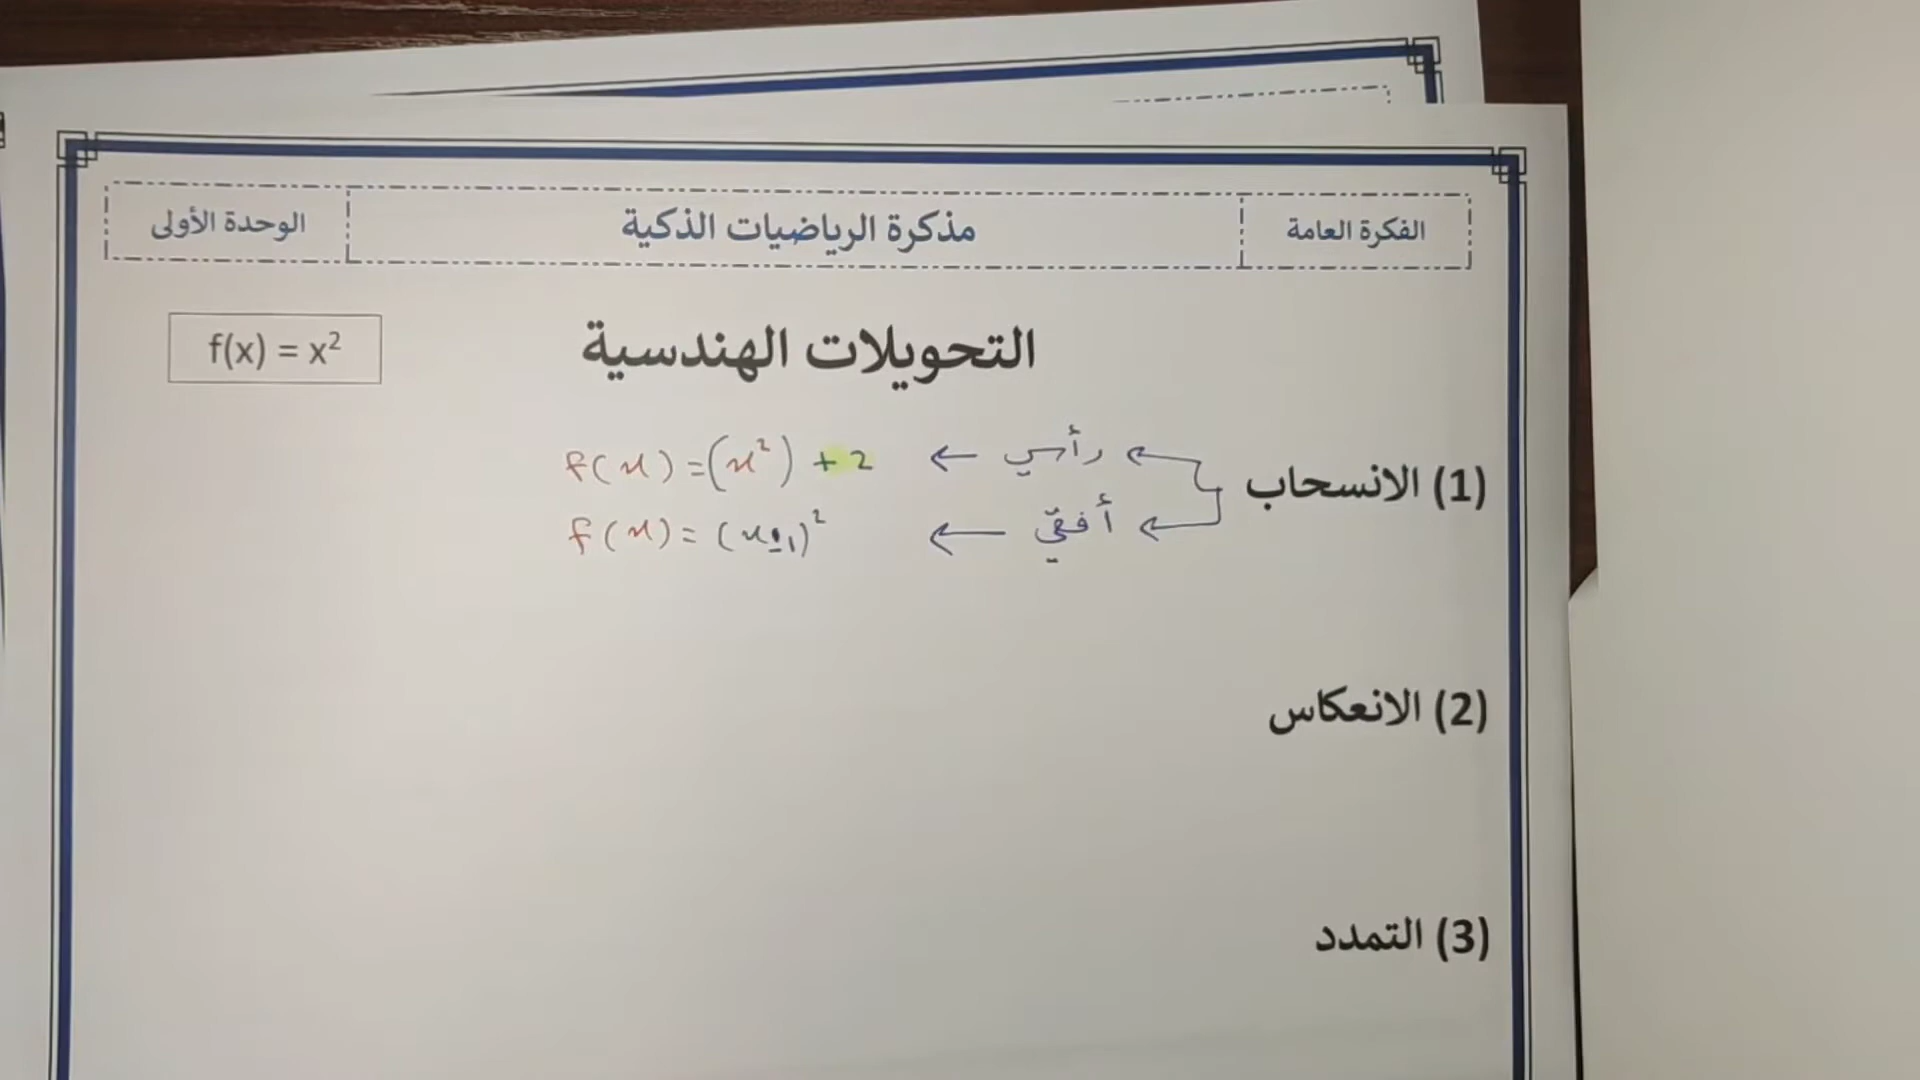 الفكرة العامة
مذكرة الرياضيات الذكية
الوحدة الأولى
التحويلات الهندسية
f(x) = x²
(1) الانسحاب
رأسي ← f(x) = (x²) + 2
أفقيّ ← f(x) = (x 1)²
(2) الانعكاس
(3) التمدد